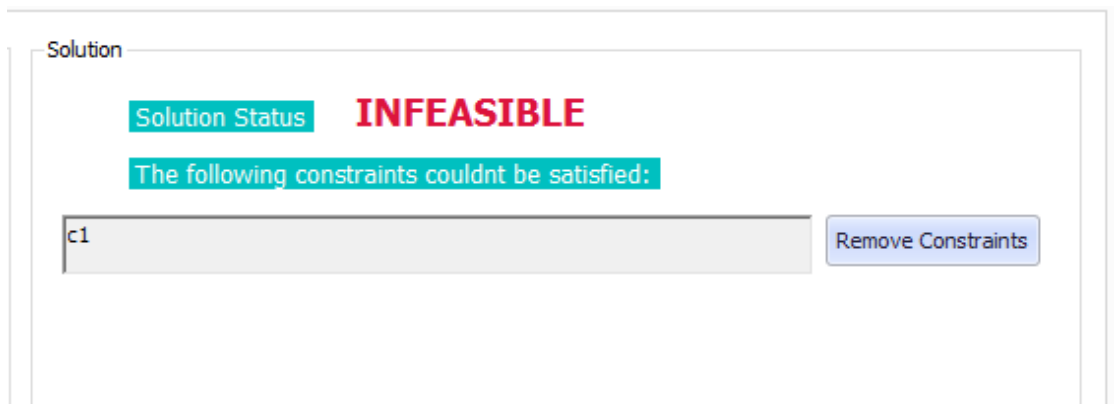 Solution
Solution Status INFEASIBLE
The following constraints couldnt be satisfied:
c1
Remove Constraints